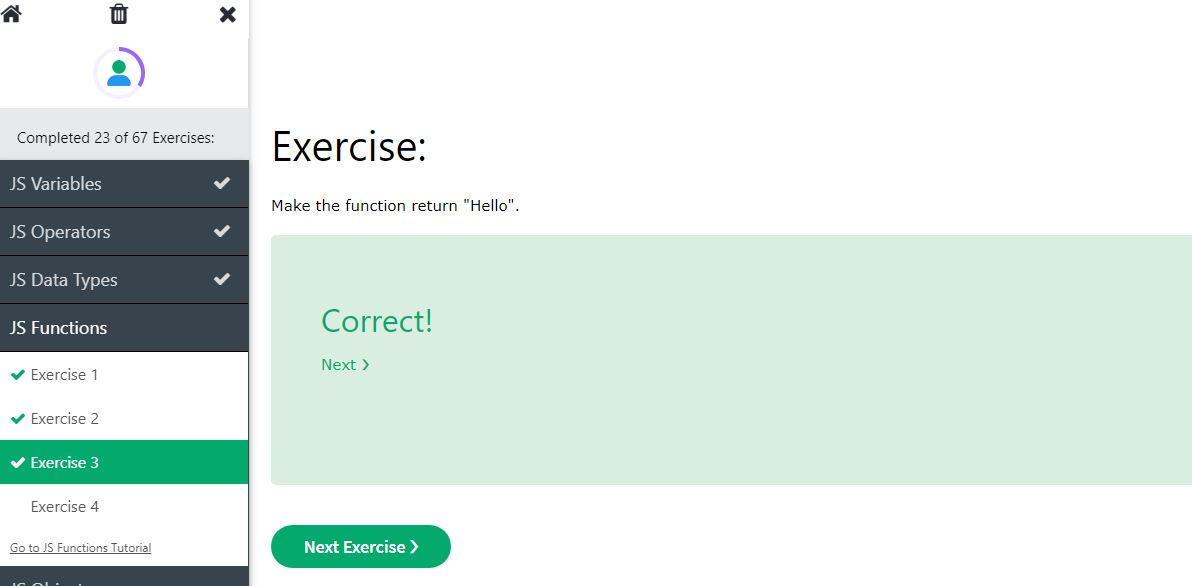 Completed 23 of 67 Exercises:
JS Variables
JS Operators
JS Data Types
JS Functions
Exercise 1
Exercise 2
Exercise 3
Exercise 4
Go to JS Functions Tutorial
Exercise:
Make the function return "Hello".
Correct!
Next ❯
Next Exercise ❯